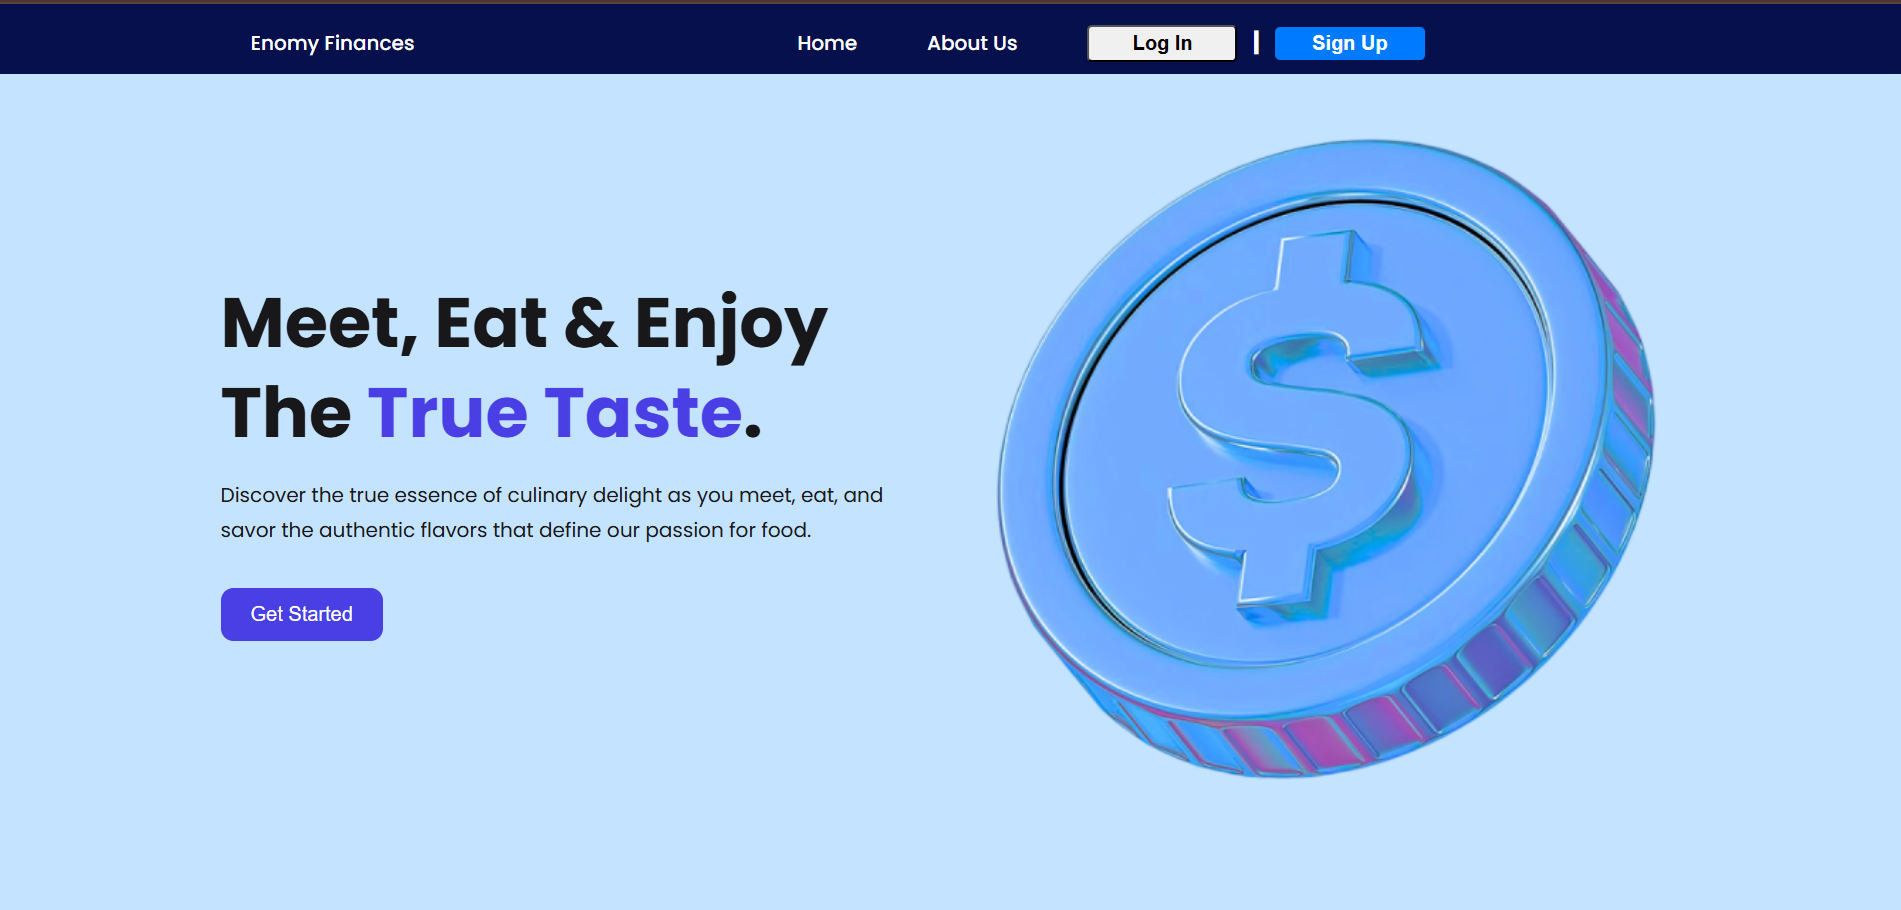 Enomy Finances
Home
About Us
Log In
|
Sign Up
Meet, Eat & Enjoy
The True Taste.
Discover the true essence of culinary delight as you meet, eat, and
savor the authentic flavors that define our passion for food.
Get Started
$